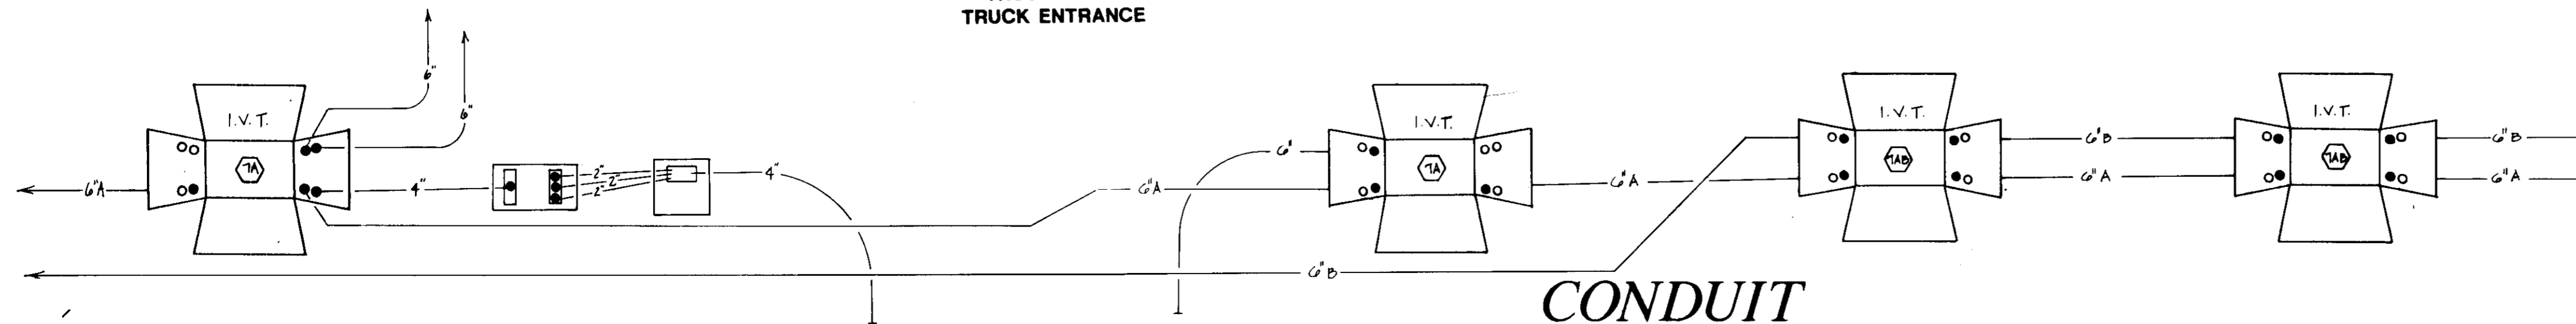 TRUCK ENTRANCE
6"
6"
I.V.T.
7A
6"A
4"
2"
2"
2"
4"
6"A
6"
I.V.T.
7A
6"A
6"B
I.V.T.
7AB
6"B
6"A
I.V.T.
7AB
6"B
6"A
CONDUIT